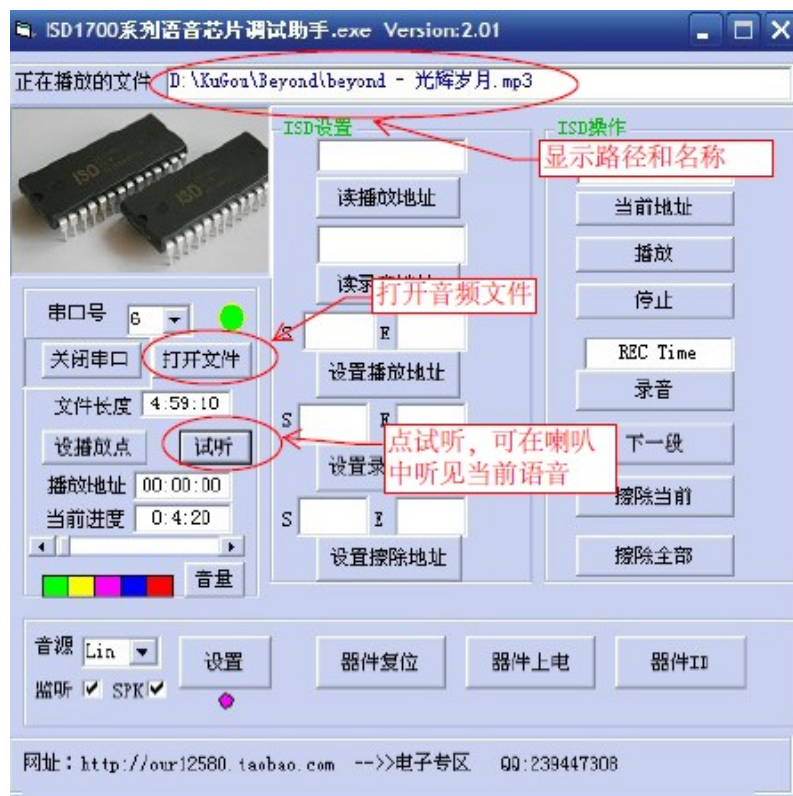 ISD1700系列语音芯片调试助手.exe Version:2.01
正在播放的文件 D:\KuGou\Beyond\beyond - 光辉岁月.mp3
ISD设置
ISD操作
显示路径和名称
读播放地址
当前地址
播放
打开音频文件
串口号 6
停止
S E
关闭串口 打开文件
设置播放地址
REC Time
录音
文件长度 4:59:10
S
点试听，可在喇叭
中听见当前语音
设播放点 试听
下一段
播放地址 00:00:00
擦除当前
当前进度 0:4:20
S E
设置擦除地址
擦除全部
音量
音源 Lin
设置
器件复位
器件上电
器件ID
监听 SPK
网址：http://our12580.taobao.com -->>电子专区 QQ:239447308